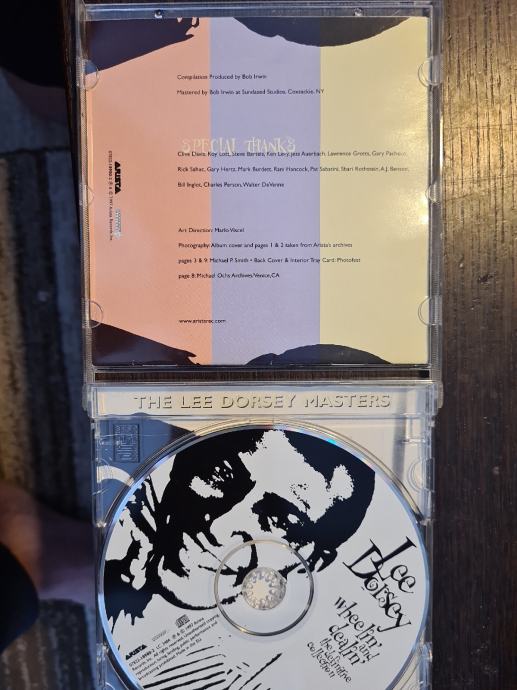 Compilation Produced by Bob Irwin
Mastered by Bob Irwin at Sundazed Studios, Coxsackie, NY
SPECIAL THANKS
Clive Davis, Roy Lott, Steve Bartels, Ken Levy, Jess Auerbach, Lawrence Grotts, Gary Pacheco,
Rick Sahac, Gary Hertz, Mark Burdett, Rani Hancock, Pat Sabatini, Shari Rothstein, A.J. Benson,
Bill Inglot, Charles Person, Walter DeVenne
Art Direction: Mario
Photography: Album cover and pages 1 & 2 taken from Arista's archives
pages 3 & 9: Michael P. Smith • Back Cover & Interior Tray Card: Photofest
page 8: Michael Ochs Archives/Venice, CA
www.aristarec.com
ARISTA
THE LEE DORSEY MASTERS
Lee
Dorsey
wheelin'
and
dealin'
the definitive
collection
ARISTA